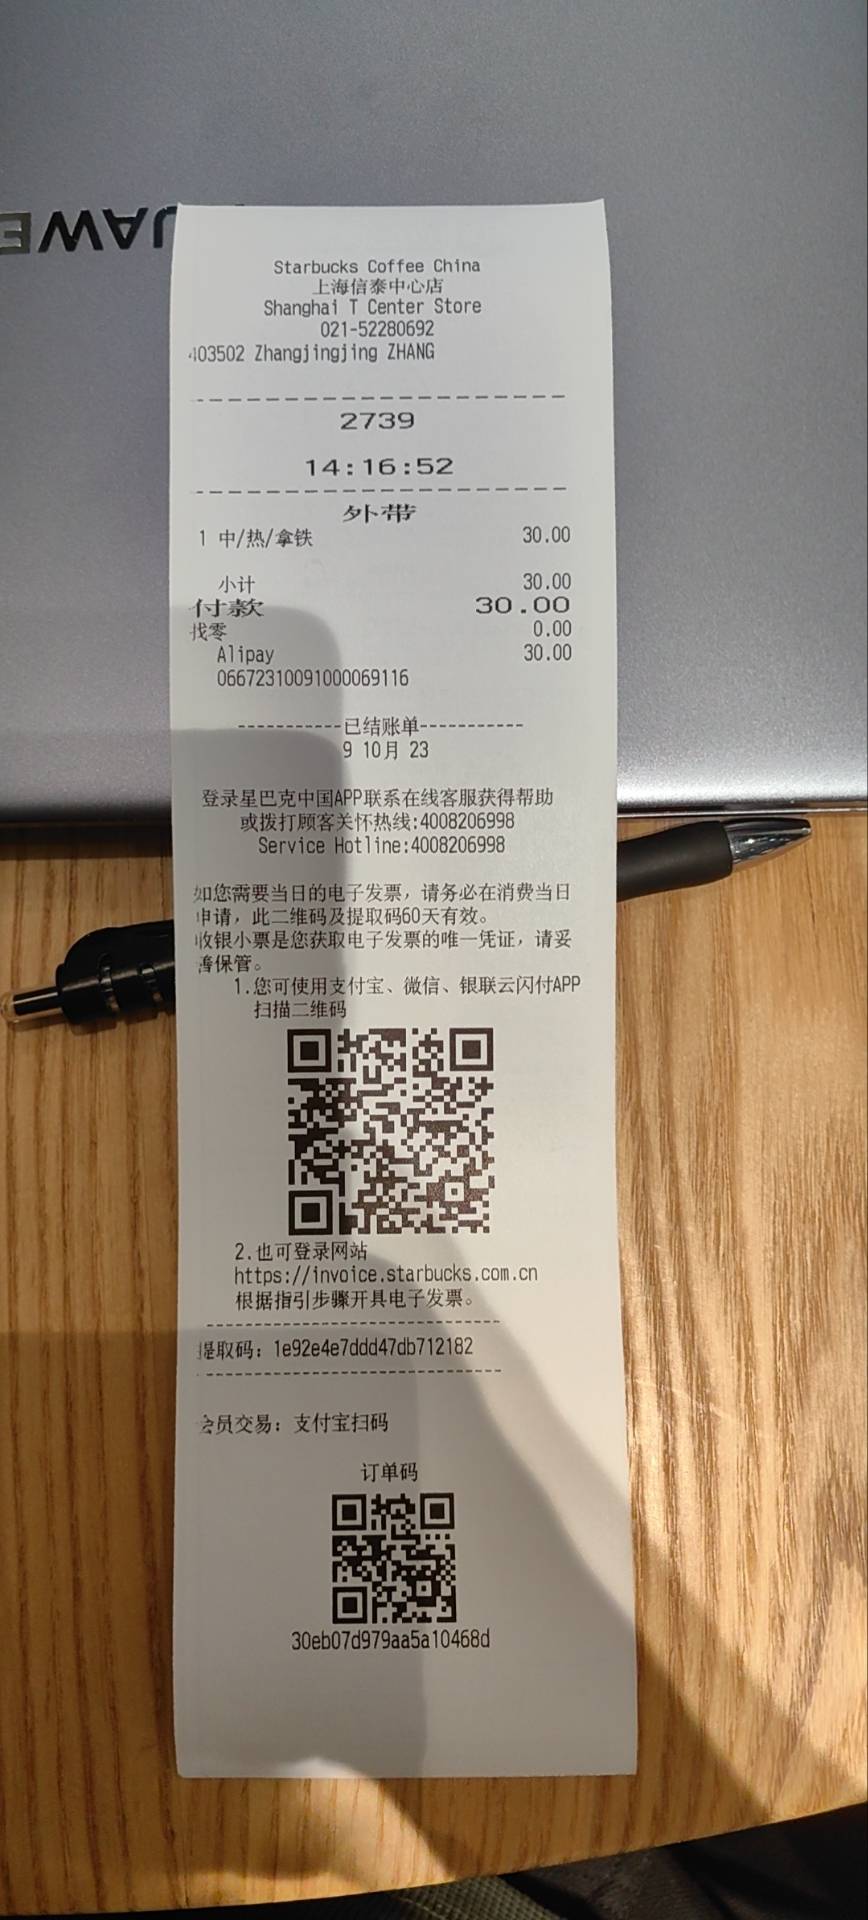 HUAWE
Starbucks Coffee China
上海信泰中心店
Shanghai T Center Store
021-52280692
403502 Zhangjingjing ZHANG
2739
14:16:52
外带
1 中/热/拿铁 30.00
小计 30.00
付款 30.00
找零 0.00
Alipay 30.00
06672310091000069116
-----------已结账单-----------
9 10月 23
登录星巴克中国APP联系在线客服获得帮助
或拨打顾客关怀热线:4008206998
Service Hotline:4008206998
如您需要当日的电子发票，请务必在消费当日
申请，此二维码及提取码60天有效。
收银小票是您获取电子发票的唯一凭证，请妥
善保管。
1.您可使用支付宝、微信、银联云闪付APP
扫描二维码
2.也可登录网站
https://invoice.starbucks.com.cn
根据指引步骤开具电子发票。
提取码：1e92e4e7ddd47db712182
会员交易：支付宝扫码
订单码
30eb07d979aa5a10468d